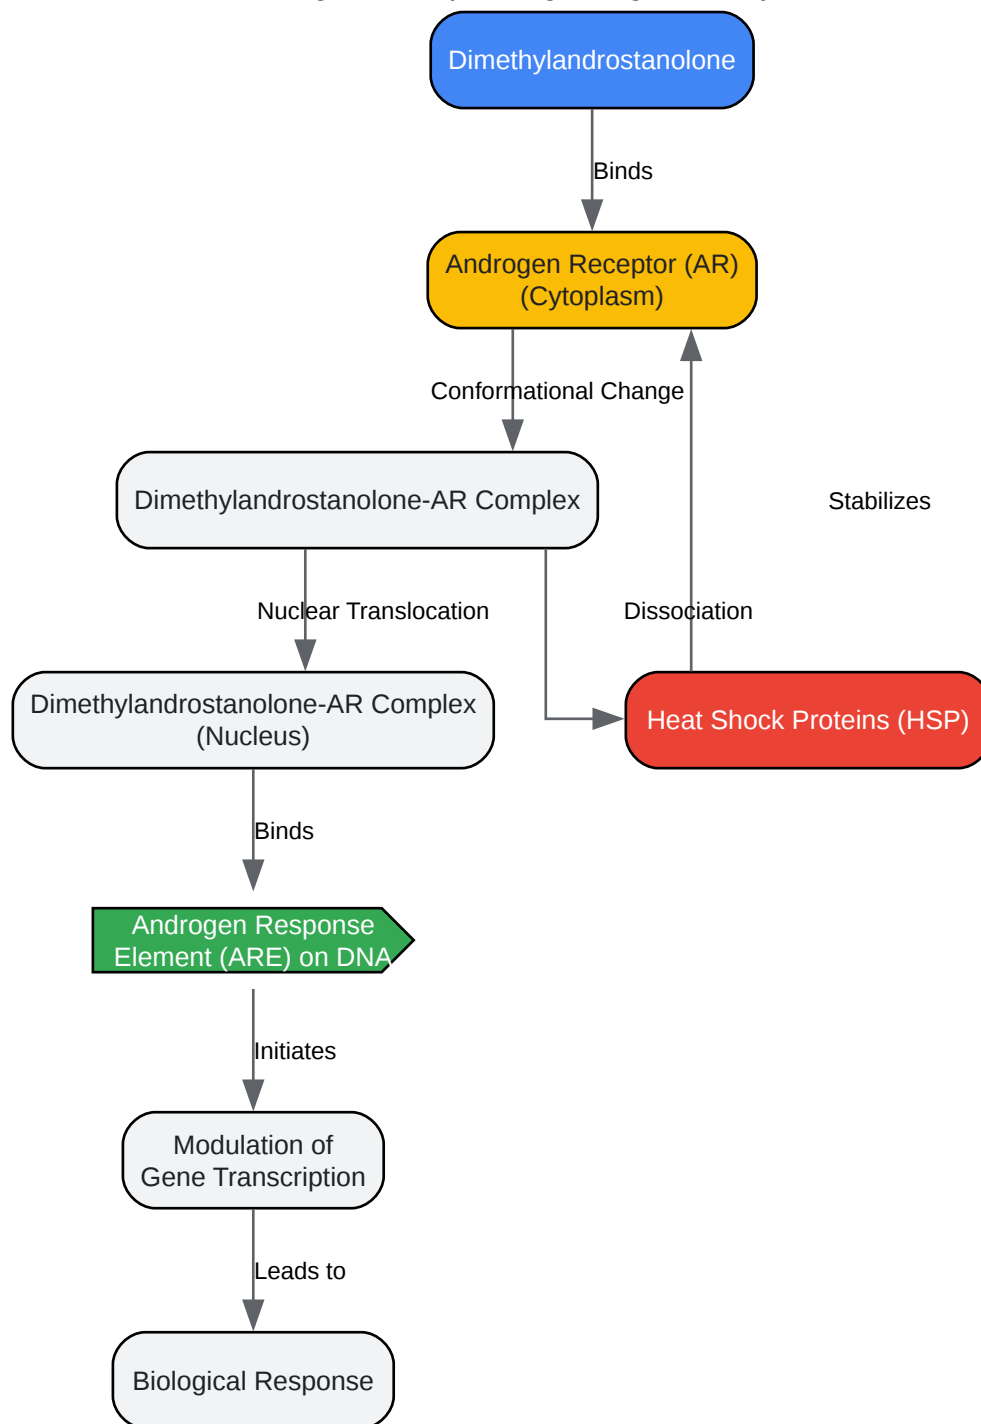 Dimethylandrostanolone
Binds
Androgen Receptor (AR)
(Cytoplasm)
Conformational Change
Dimethylandrostanolone-AR Complex
Stabilizes
Nuclear Translocation
Dissociation
Dimethylandrostanolone-AR Complex
(Nucleus)
Heat Shock Proteins (HSP)
Binds
Androgen Response
Element (ARE) on DNA
Initiates
Modulation of
Gene Transcription
Leads to
Biological Response